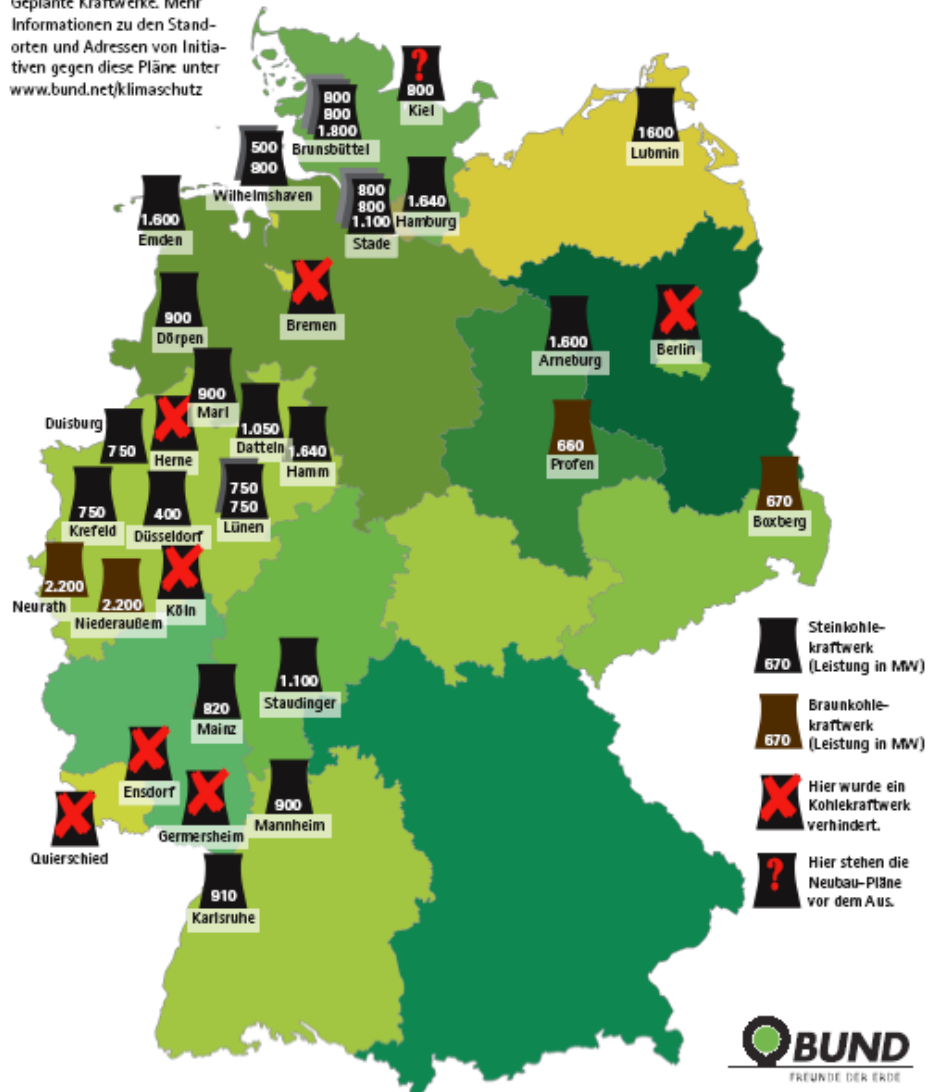 Geplante Kraftwerke. Mehr
Informationen zu den Stand-
orten und Adressen von Initia-
tiven gegen diese Pläne unter
www.bund.net/klimaschutz
?
800
Kiel
800
800
1.800
Brunsbüttel
1600
Lubmin
500
800
Wilhelmshaven
800
800
1.100
Stade
1.640
Hamburg
1.600
Emden
Bremen
900
Dörpen
1.600
Arneburg
Berlin
900
Marl
Duisburg
750
Herne
1.050
Datteln
1.640
Hamm
660
Profen
750
Krefeld
400
Düsseldorf
750
750
Lünen
670
Boxberg
2.200
Neurath
2.200
Niederaußem
Köln
1.100
Staudinger
820
Mainz
Ensdorf
Germersheim
900
Mannheim
Quierschied
910
Karlsruhe
670
Steinkohle-
kraftwerk
(Leistung in MW)
670
Braunkohle-
kraftwerk
(Leistung in MW)
Hier wurde ein
Kohlekraftwerk
verhindert.
?
Hier stehen die
Neubau-Pläne
vor dem Aus.
BUND
FREUNDE DER ERDE